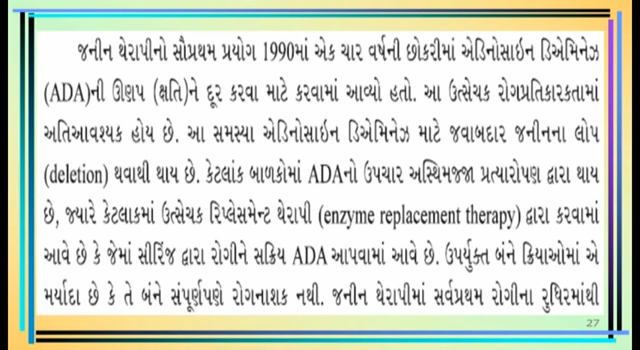 જનીન થેરાપીનો સૌપ્રથમ પ્રયોગ 1990માં એક ચાર વર્ષની છોકરીમાં એડિનોસાઇન ડિએમિનેઝ
(ADA)ની ઊણપ (ક્ષતિ)ને દૂર કરવા માટે કરવામાં આવ્યો હતો. આ ઉત્સેચક રોગપ્રતિકારકતામાં
અતિઆવશ્યક હોય છે. આ સમસ્યા એડિનોસાઇન ડિએમિનેઝ માટે જવાબદાર જનીનના લોપ
(deletion) થવાથી થાય છે. કેટલાંક બાળકોમાં ADAનો ઉપચાર અસ્થિમજ્જા પ્રત્યારોપણ દ્વારા થાય
છે, જ્યારે કેટલાકમાં ઉત્સેચક રિપ્લેસમેન્ટ થેરાપી (enzyme replacement therapy) દ્વારા કરવામાં
આવે છે કે જેમાં સીરિંજ દ્વારા રોગીને સક્રિય ADA આપવામાં આવે છે. ઉપર્યુક્ત બંને ક્રિયાઓમાં એ
મર્યાદા છે કે તે બંને સંપૂર્ણપણે રોગનાશક નથી. જનીન થેરાપીમાં સર્વપ્રથમ રોગીના રુધિરમાંથી
27